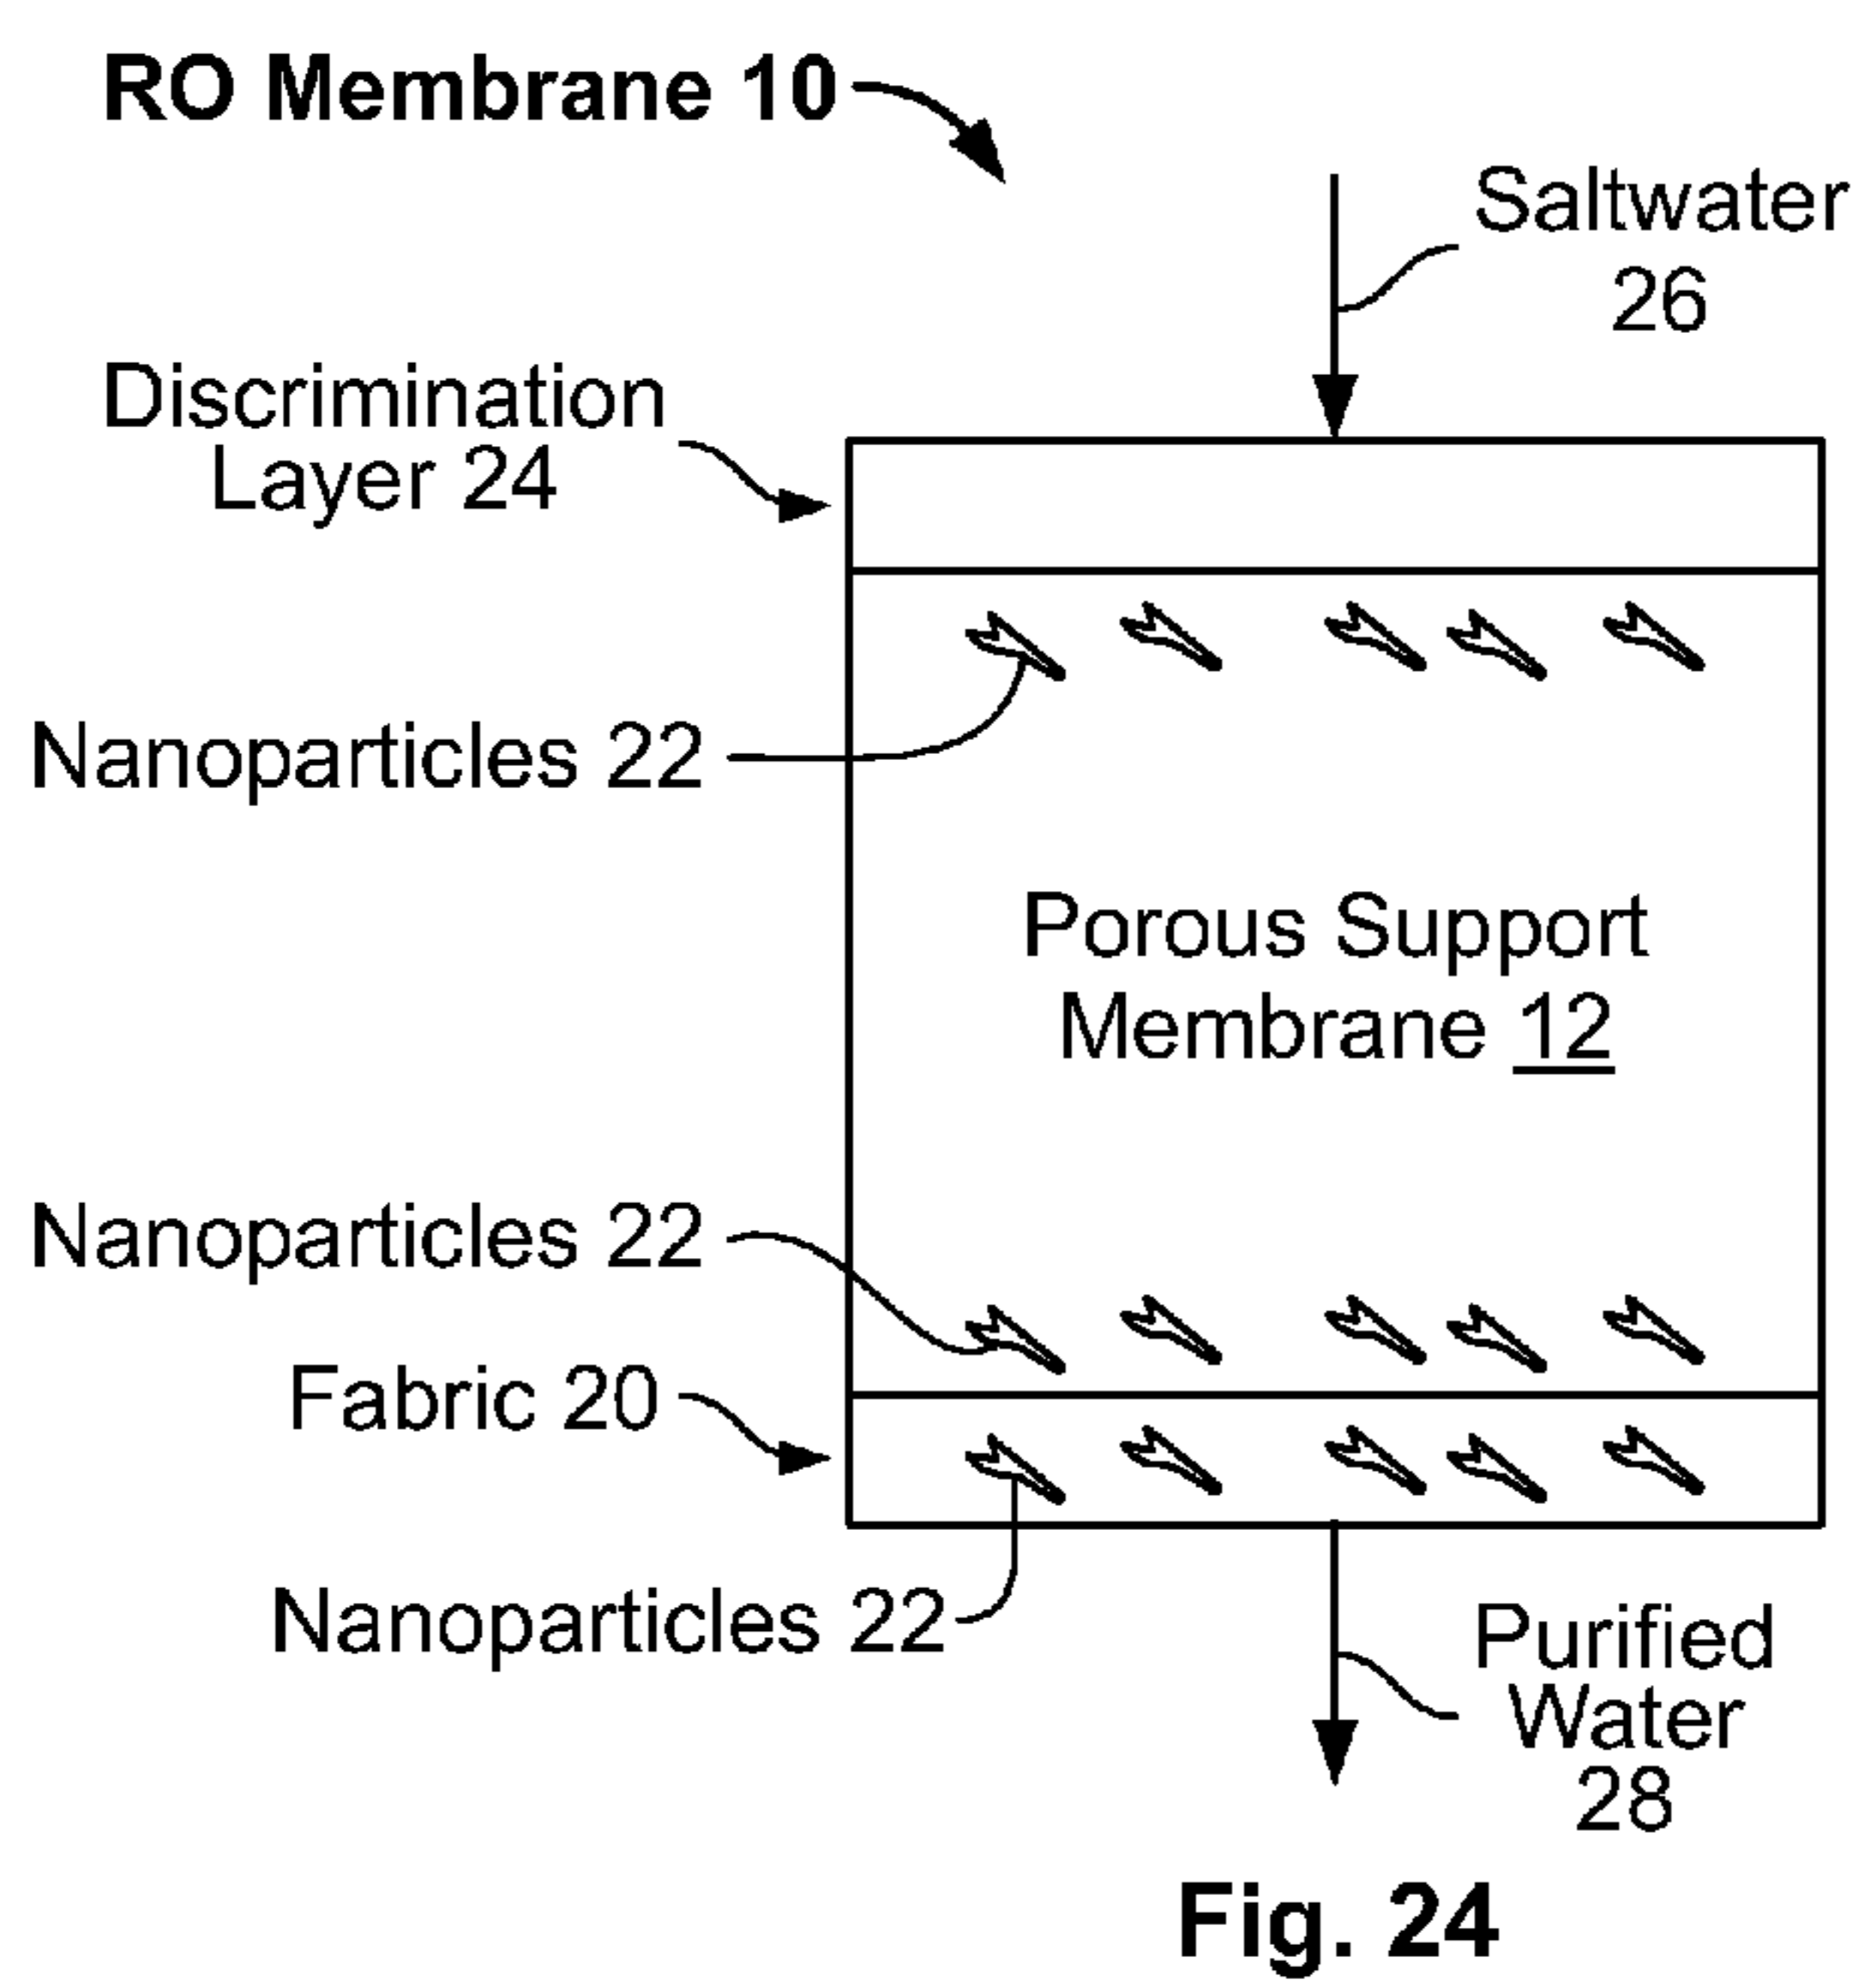 RO Membrane 10
Saltwater
26
Discrimination
Layer 24
Nanoparticles 22
Porous Support
Membrane 12
Nanoparticles 22
Fabric 20
Nanoparticles 22
Purified
Water
28
Fig. 24